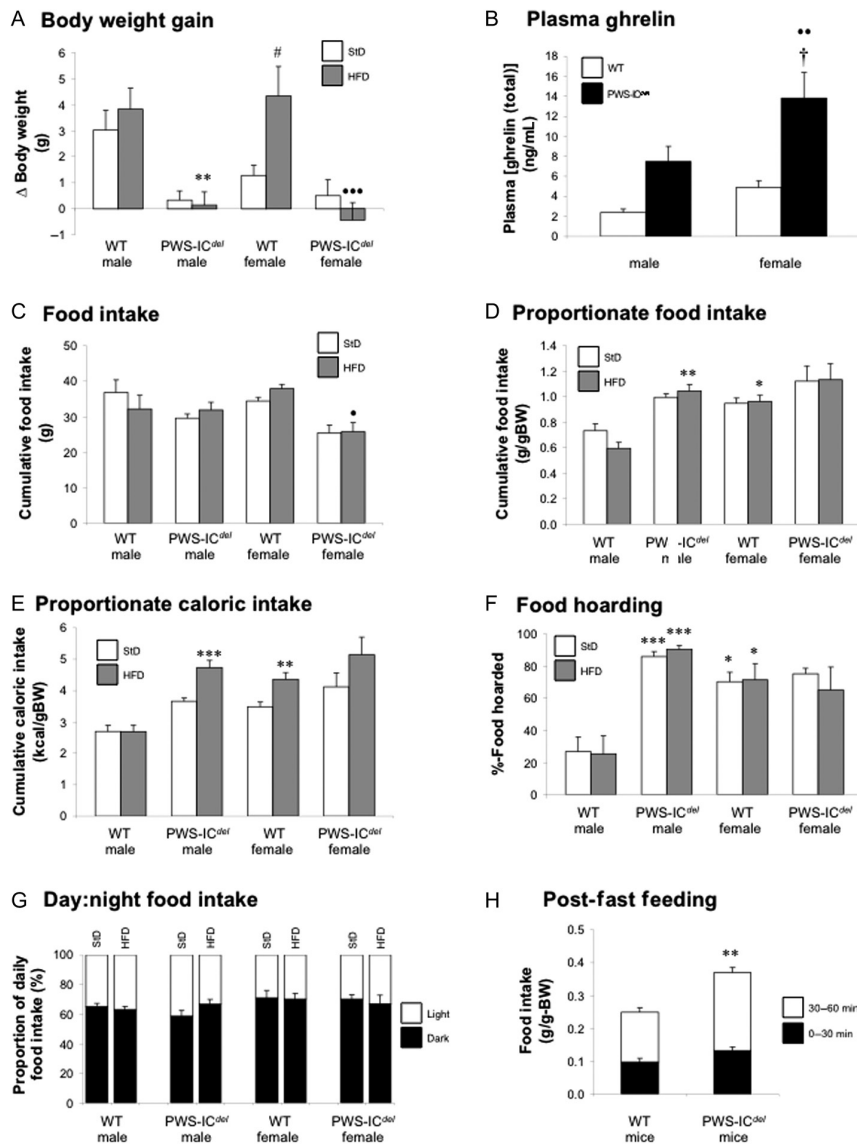 A Body weight gain
StD
HFD
#
**
•••
Δ Body weight
(g)
6
5
4
3
2
1
0
–1
WT
male
PWS-IC^del
male
WT
female
PWS-IC^del
female
B Plasma ghrelin
••
†
WT
Plasma [ghrelin (total)]
(ng/mL)
18
16
14
12
10
8
6
4
2
0
male
female
C Food intake
StD
HFD
•
Cumulative food intake
(g)
50
40
30
20
10
0
WT
male
PWS-IC^del
male
WT
female
PWS-IC^del
female
D Proportionate food intake
StD
HFD
**
*
Cumulative food intake
(g/gBW)
1.4
1.2
1.0
0.8
0.6
0.4
0.2
0.0
WT
male
WT
female
PWS-IC^del
female
E Proportionate caloric intake
StD
HFD
***
**
Cumulative caloric intake
(kcal/gBW)
6
5
4
3
2
1
0
WT
male
PWS-IC^del
male
WT
female
PWS-IC^del
female
F Food hoarding
StD
HFD
*** ***
* *
%-Food hoarded
100
80
60
40
20
0
WT
male
PWS-IC^del
male
WT
female
PWS-IC^del
female
G Day:night food intake
StD HFD StD HFD StD HFD StD HFD
Proportion of daily
food intake (%)
100
80
60
40
20
0
Light
Dark
WT
male
PWS-IC^del
male
WT
female
PWS-IC^del
female
H Post-fast feeding
**
Food intake
(g/g-BW)
0.5
0.4
0.3
0.2
0.1
0.0
30–60 min
0–30 min
WT
mice
PWS-IC^del
mice